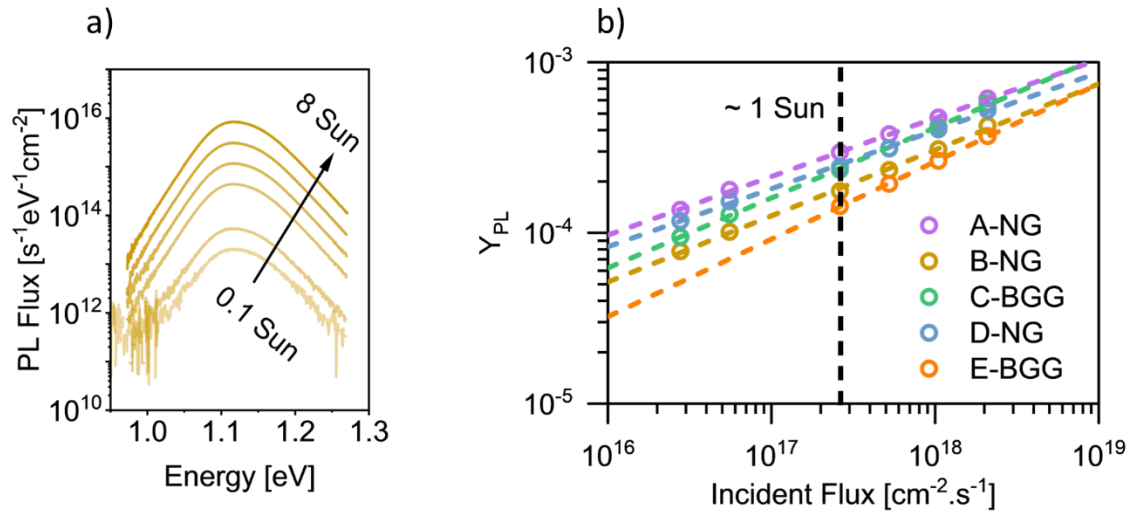 a)
PL Flux [s⁻¹eV⁻¹cm⁻²]
10¹⁶
10¹⁴
10¹²
10¹⁰
8 Sun
0.1 Sun
1.0 1.1 1.2 1.3
Energy [eV]
b)
Y_PL
10⁻³
10⁻⁴
10⁻⁵
~ 1 Sun
A-NG
B-NG
C-BGG
D-NG
E-BGG
10¹⁶ 10¹⁷ 10¹⁸ 10¹⁹
Incident Flux [cm⁻².s⁻¹]